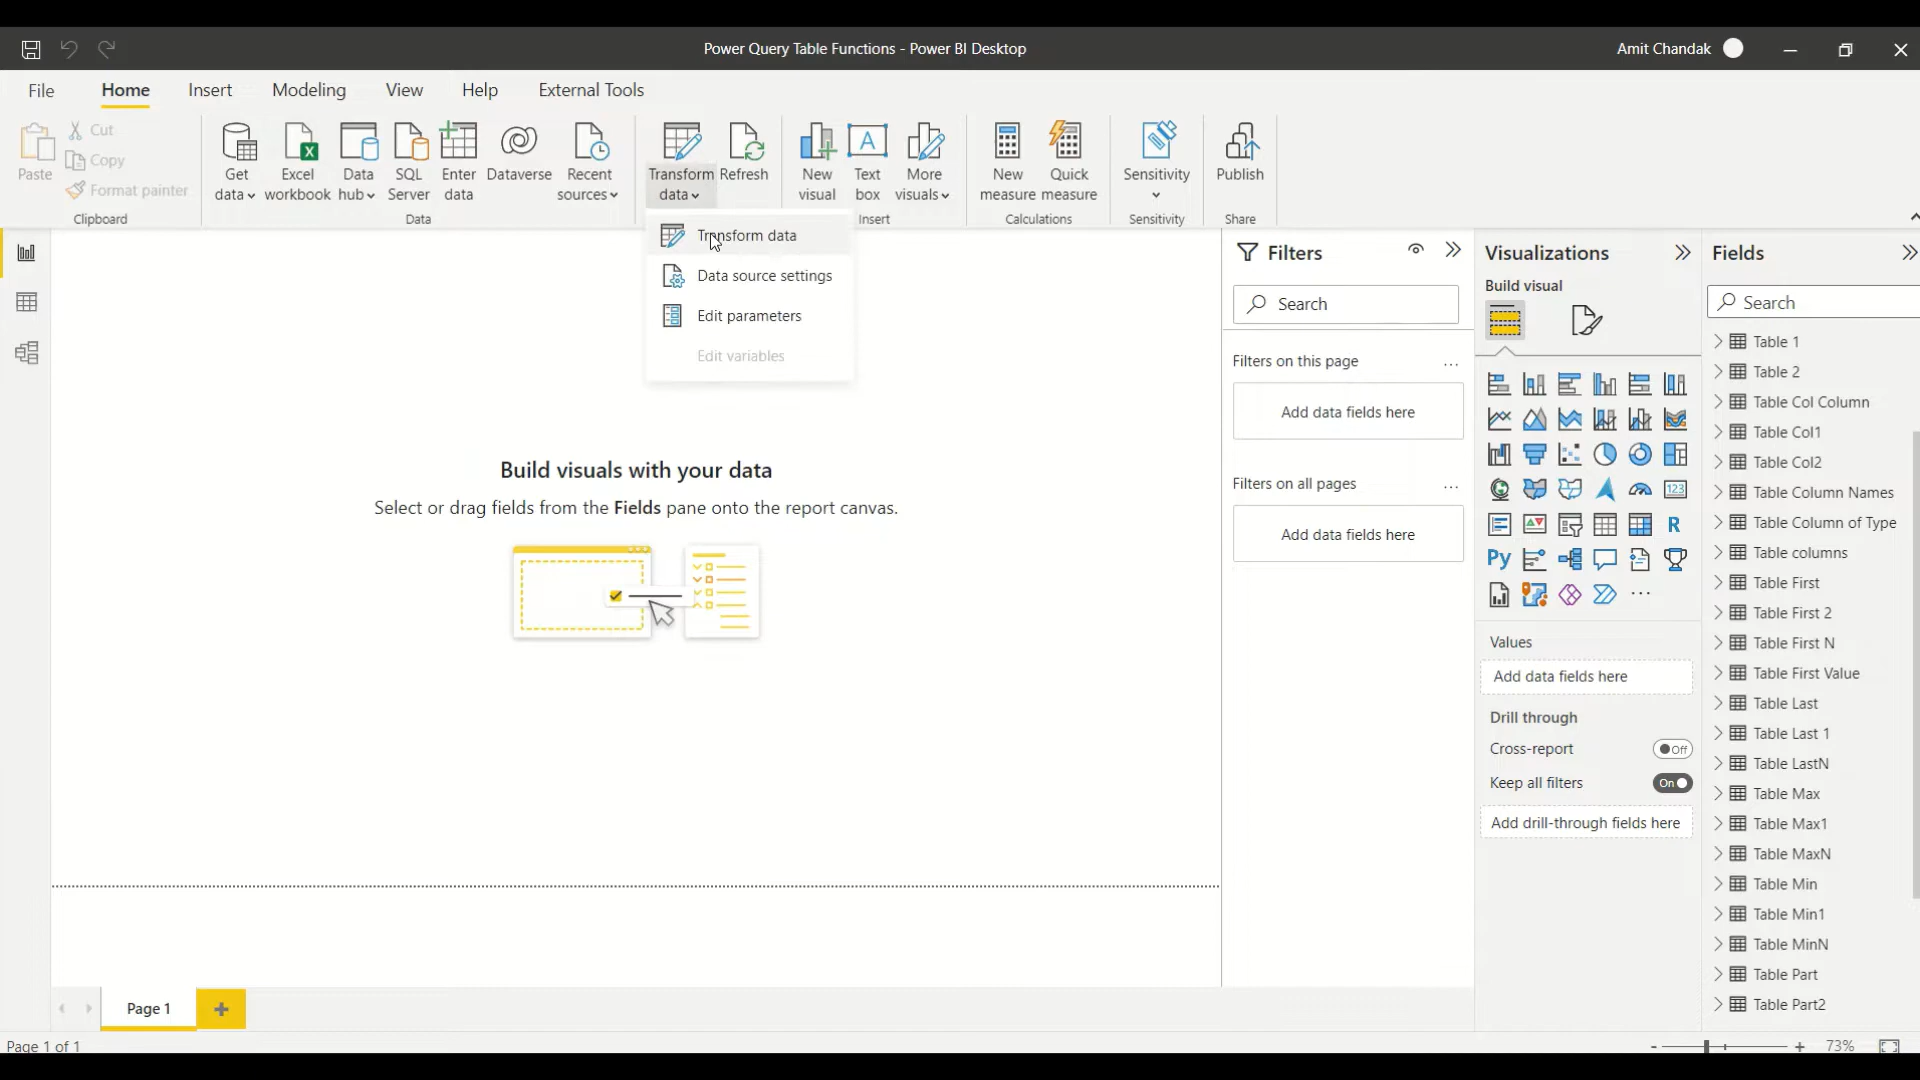 Power Query Table Functions - Power BI Desktop
Amit Chandak
File
Home
Insert
Modeling
View
Help
External Tools
Paste
Cut
Copy
Format painter
Clipboard
Get data
Excel workbook
Data hub
SQL Server
Enter data
Dataverse
Recent sources
Data
Transform data
Refresh
New visual
Text box
More visuals
Insert
New measure
Quick measure
Calculations
Sensitivity
Sensitivity
Publish
Share
Transform data
Data source settings
Edit parameters
Edit variables
Build visuals with your data
Select or drag fields from the Fields pane onto the report canvas.
Filters
Search
Filters on this page
...
Add data fields here
Filters on all pages
...
Add data fields here
Visualizations
Build visual
123
R
Py
...
Values
Add data fields here
Drill through
Cross-report
Off
Keep all filters
On
Add drill-through fields here
Fields
Search
Table 1
Table 2
Table Col Column
Table Col1
Table Col2
Table Column Names
Table Column of Type
Table columns
Table First
Table First 2
Table First N
Table First Value
Table Last
Table Last 1
Table LastN
Table Max
Table Max1
Table MaxN
Table Min
Table Min1
Table MinN
Table Part
Table Part2
Page 1
Page 1 of 1
- + 73%